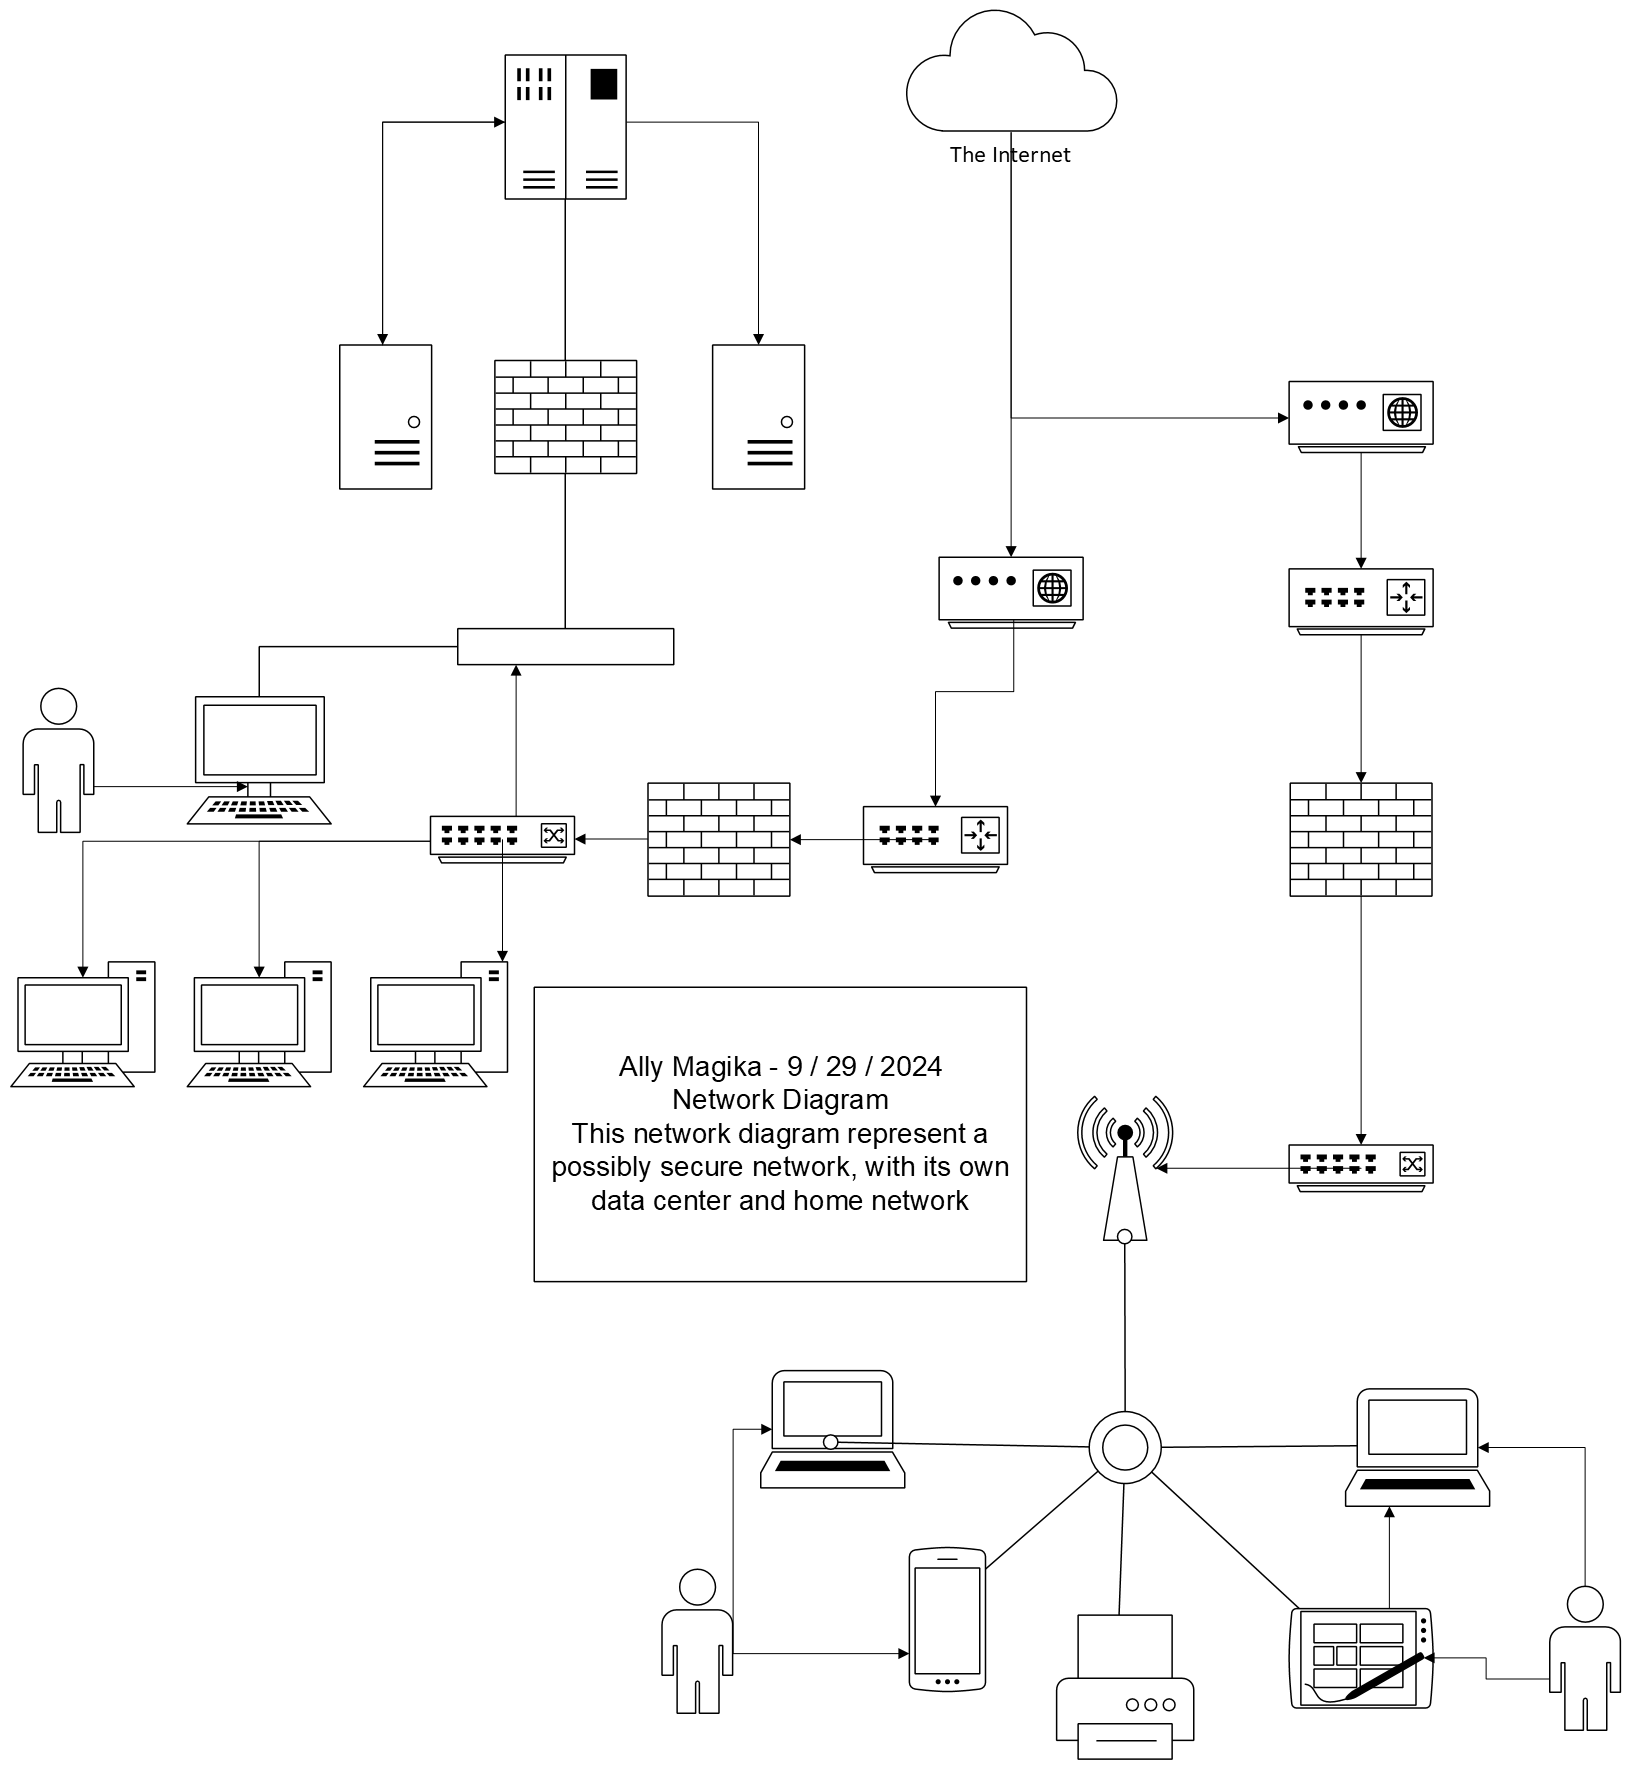 The Internet
Ally Magika - 9 / 29 / 2024
Network Diagram
This network diagram represent a
possibly secure network, with its own
data center and home network